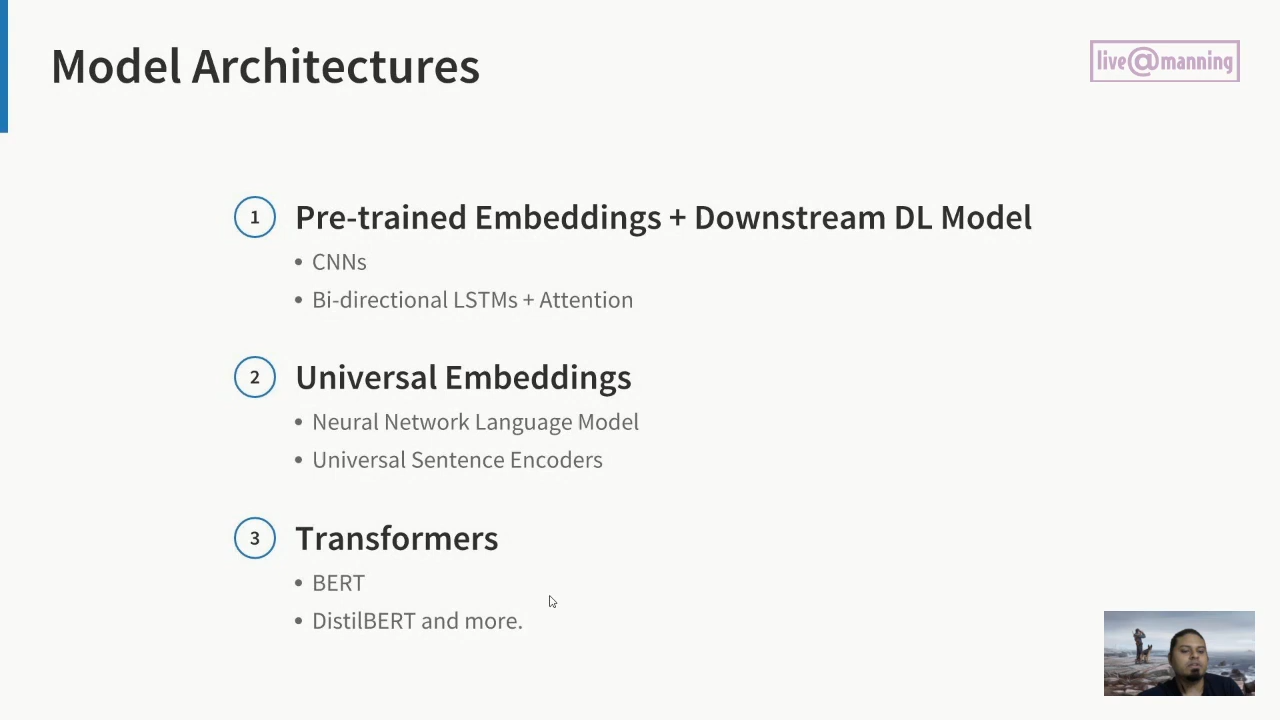 Model Architectures
live@manning
1 Pre-trained Embeddings + Downstream DL Model
• CNNs
• Bi-directional LSTMs + Attention
2 Universal Embeddings
• Neural Network Language Model
• Universal Sentence Encoders
3 Transformers
• BERT
• DistilBERT and more.